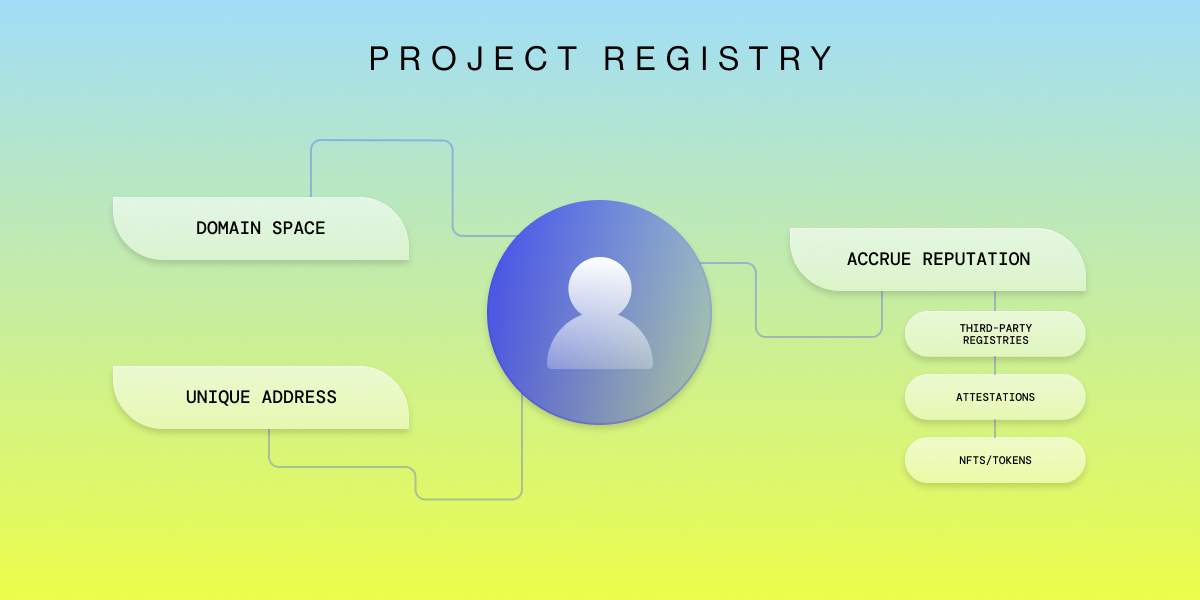 PROJECT REGISTRY
DOMAIN SPACE
UNIQUE ADDRESS
ACCRUE REPUTATION
THIRD-PARTY
REGISTRIES
ATTESTATIONS
NFTS/TOKENS